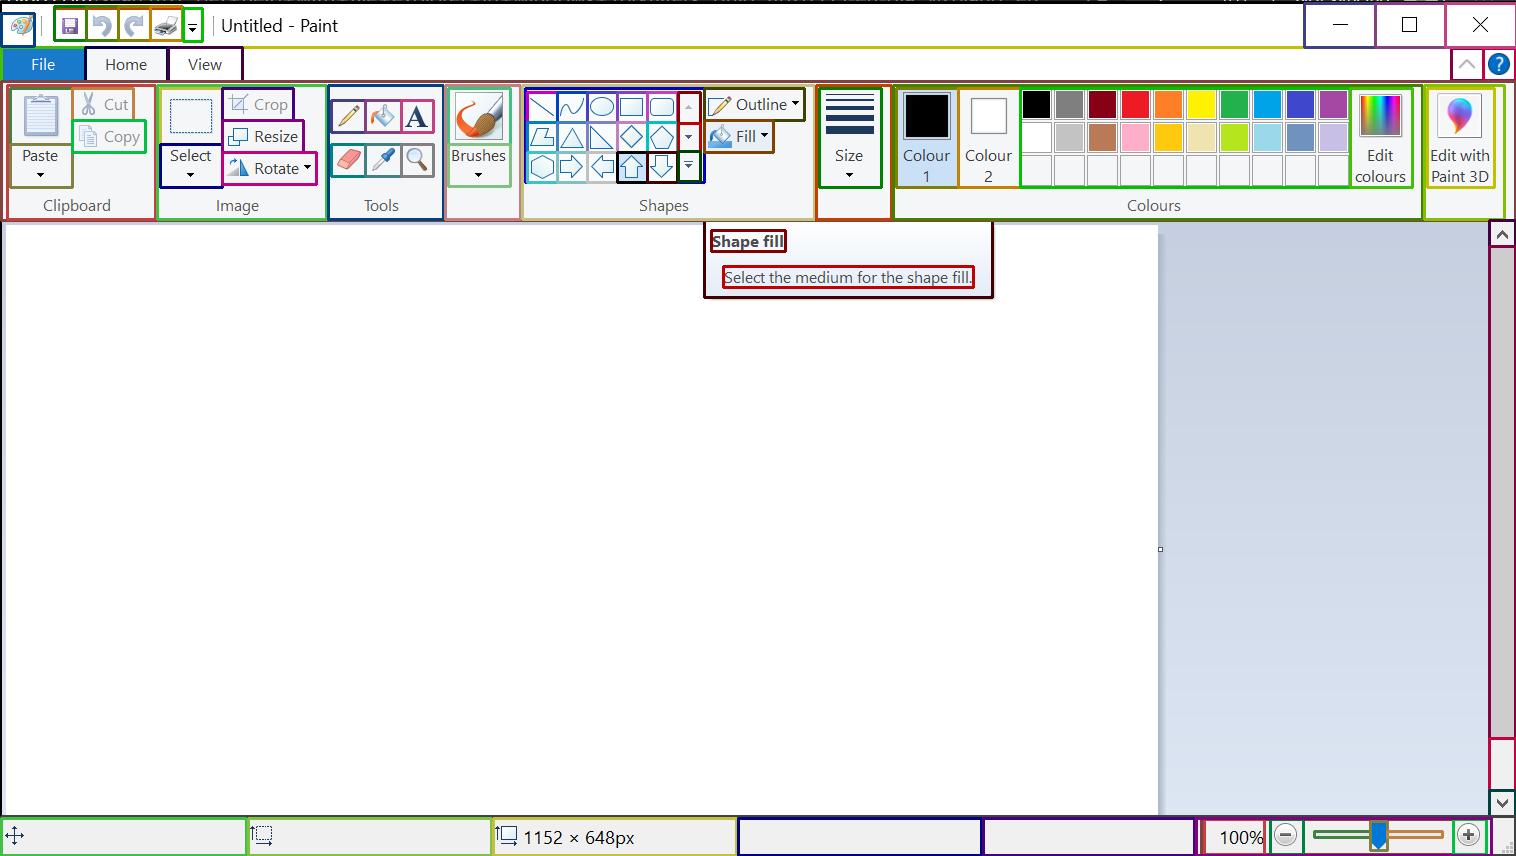 Untitled - Paint
File
Home
View
Paste
Cut
Copy
Clipboard
Select
Crop
Resize
Rotate
Image
A
Tools
Brushes
Outline
Fill
Shapes
Size
Colour
1
Colour
2
Edit
colours
Colours
Edit with
Paint 3D
Shape fill
Select the medium for the shape fill.
1152 × 648px
100%